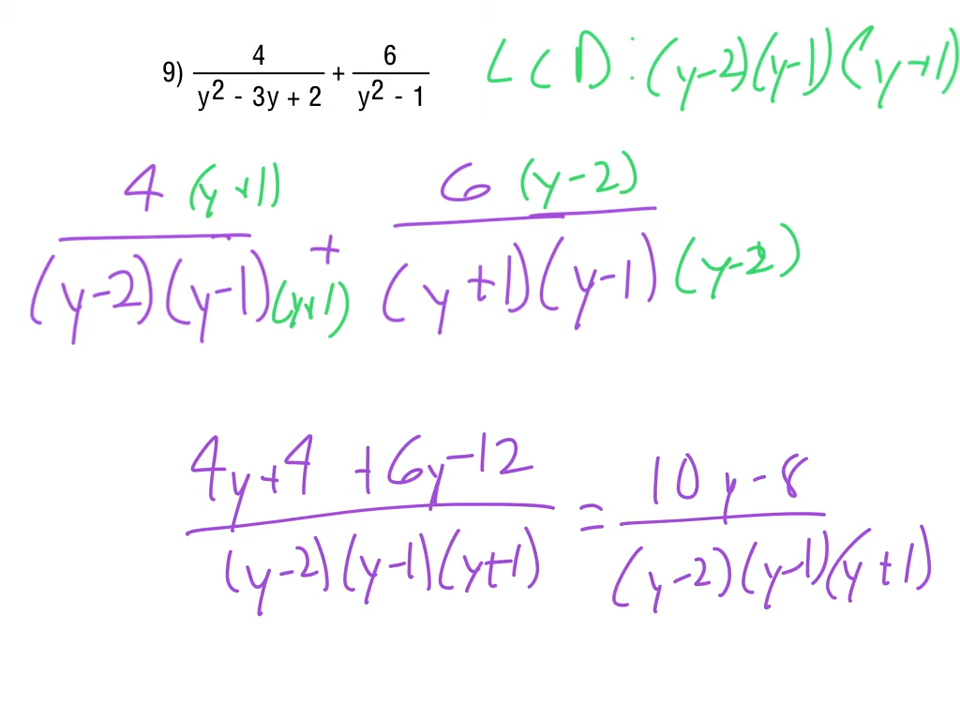 9) 4/(y² - 3y + 2) + 6/(y² - 1) LCD: (y-2)(y-1)(y+1)
4 (y+1)/((y-2)(y-1)(y+1)) + 6 (y-2)/((y+1)(y-1)(y-2))
(4y+4 +6y-12)/((y-2)(y-1)(y+1)) = (10y-8)/((y-2)(y-1)(y+1))